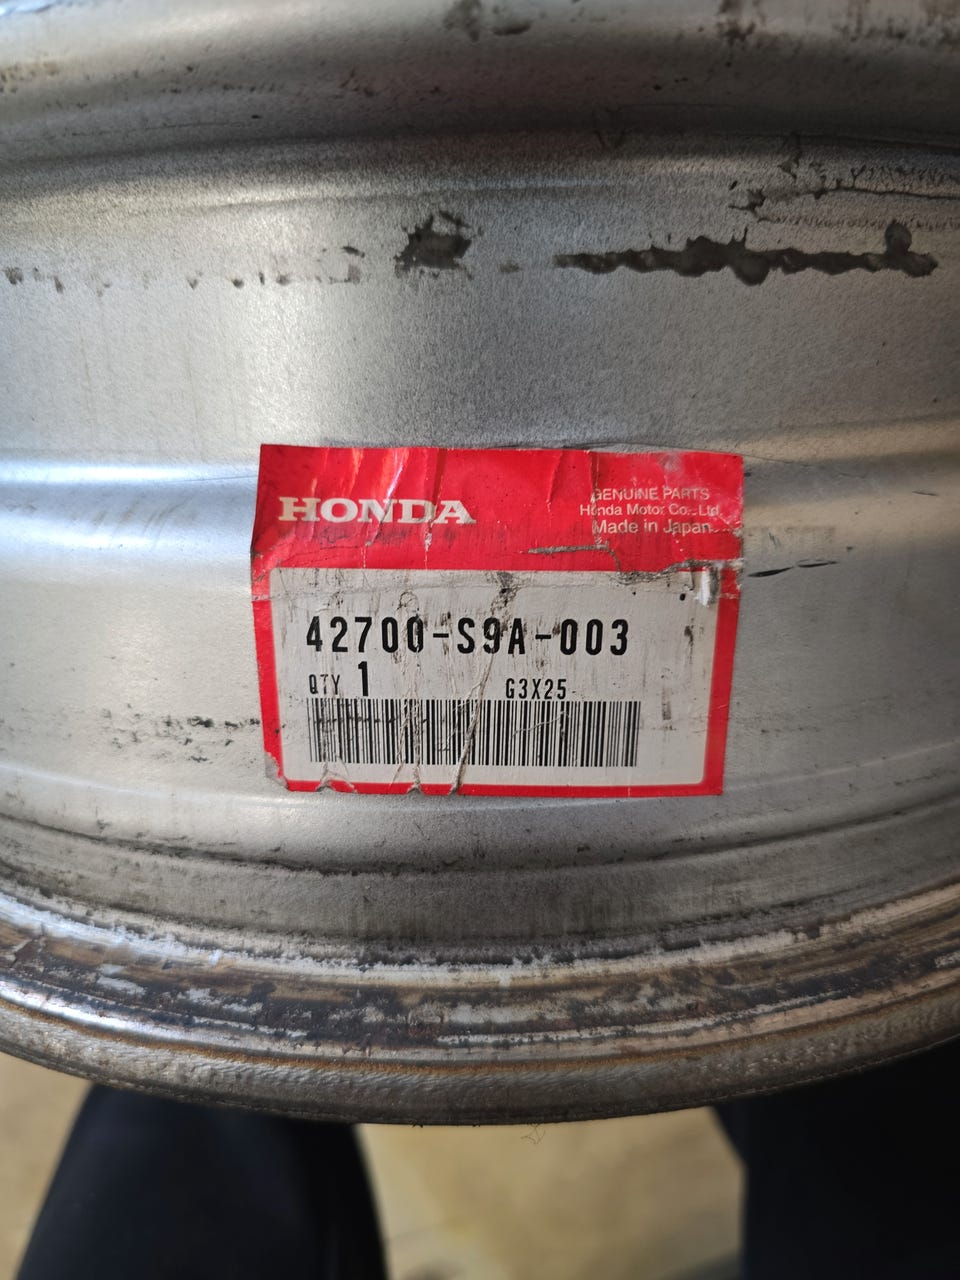 HONDA
GENUINE PARTS
Honda Motor Co., Ltd.
Made in Japan
42700-S9A-003
QTY 1 G3X25